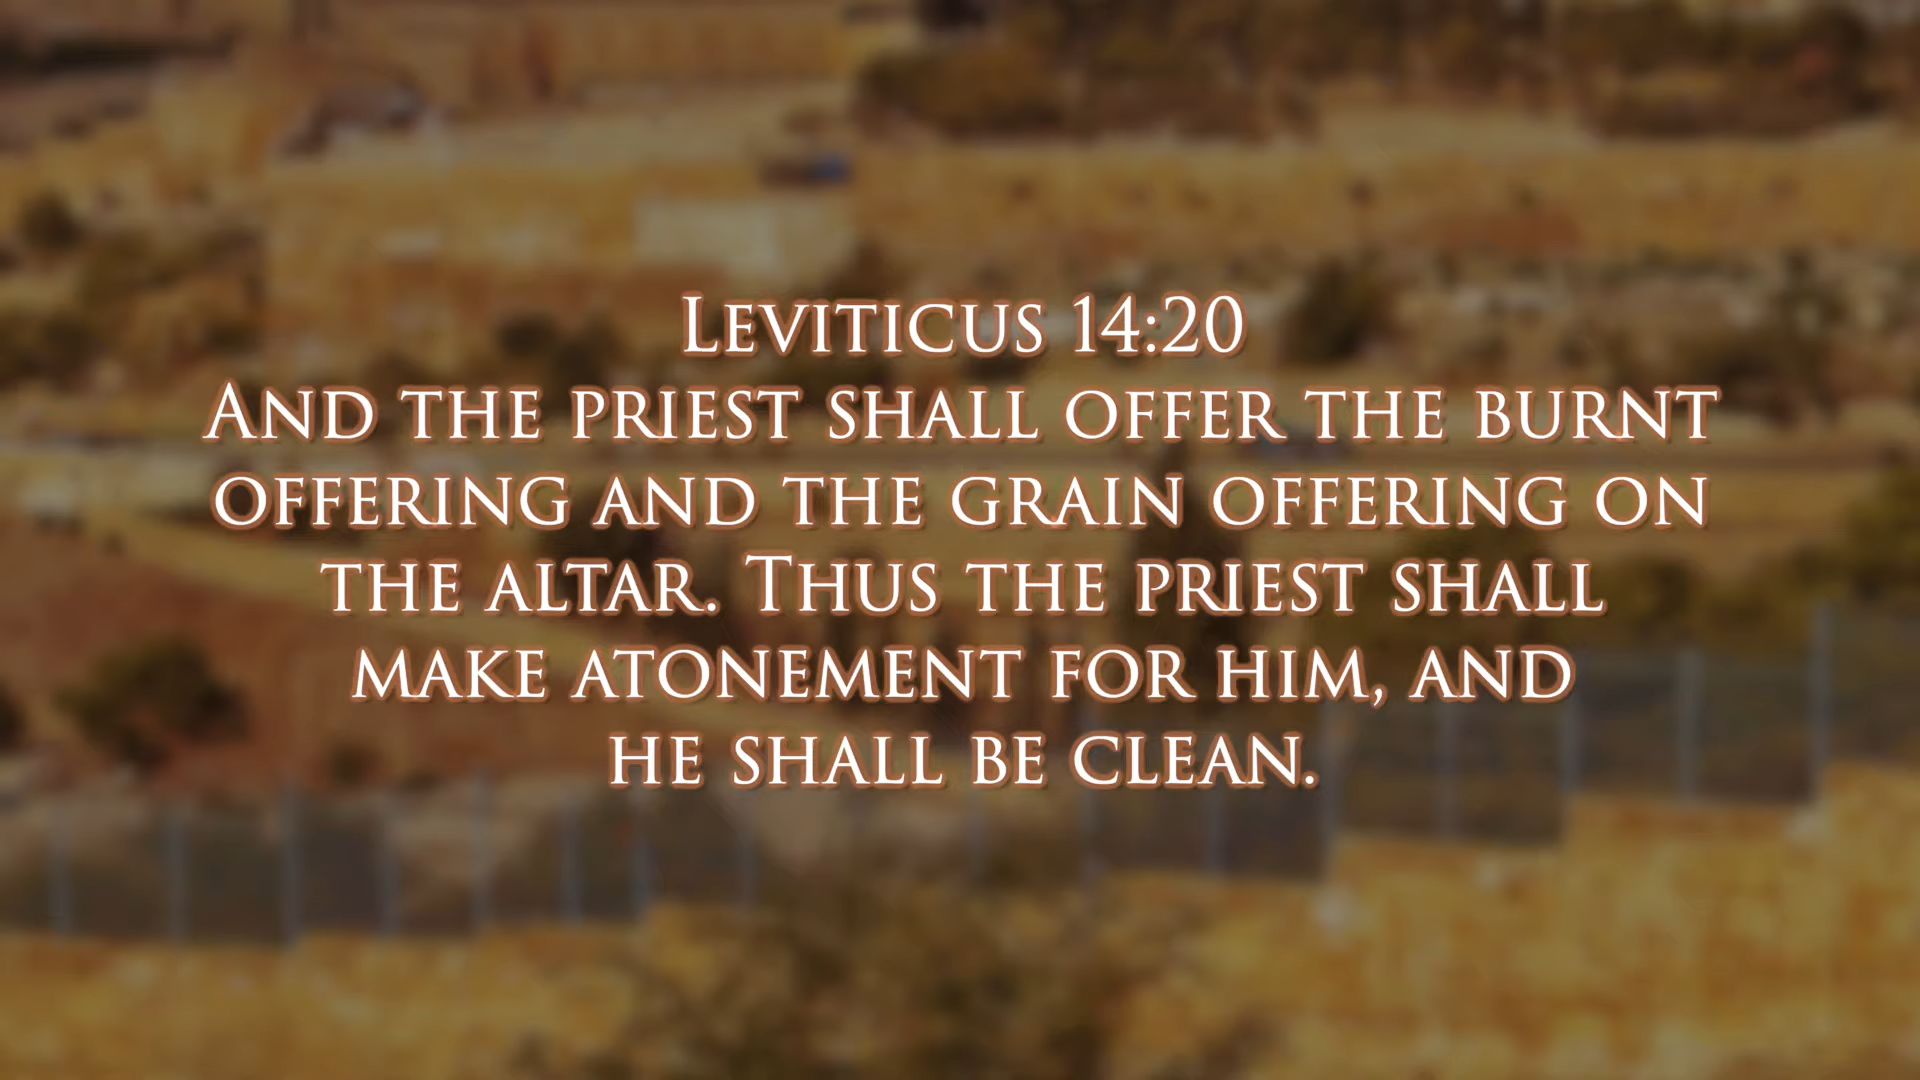 Leviticus 14:20
And the priest shall offer the burnt
offering and the grain offering on
the altar. Thus the priest shall
make atonement for him, and
he shall be clean.